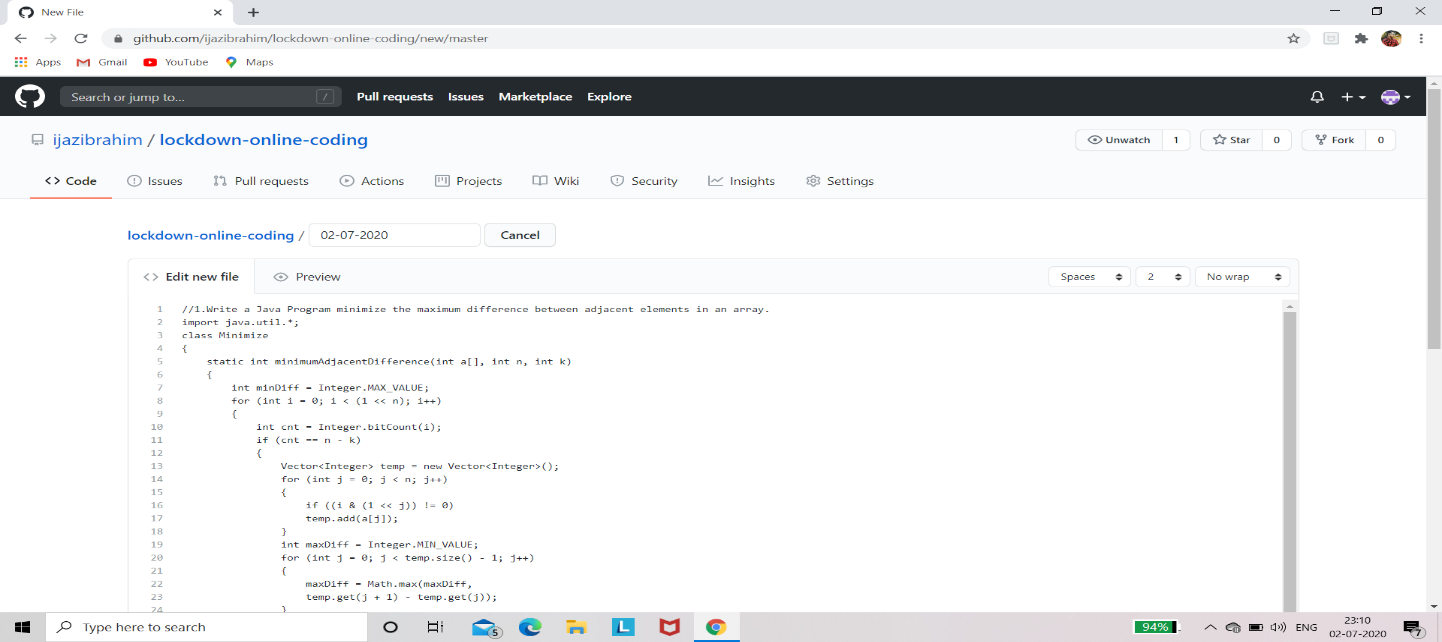 New File
github.com/ijazibrahim/lockdown-online-coding/new/master
Apps Gmail YouTube Maps
Search or jump to... / Pull requests Issues Marketplace Explore
ijazibrahim / lockdown-online-coding Unwatch 1 Star 0 Fork 0
Code Issues Pull requests Actions Projects Wiki Security Insights Settings
lockdown-online-coding / 02-07-2020 Cancel
Edit new file Preview Spaces 2 No wrap
1 //1.Write a Java Program minimize the maximum difference between adjacent elements in an array.
2 import java.util.*;
3 class Minimize
4 {
5 static int minimumAdjacentDifference(int a[], int n, int k)
6 {
7 int minDiff = Integer.MAX_VALUE;
8 for (int i = 0; i < (1 << n); i++)
9 {
10 int cnt = Integer.bitCount(i);
11 if (cnt == n - k)
12 {
13 Vector<Integer> temp = new Vector<Integer>();
14 for (int j = 0; j < n; j++)
15 {
16 if ((i & (1 << j)) != 0)
17 temp.add(a[j]);
18 }
19 int maxDiff = Integer.MIN_VALUE;
20 for (int j = 0; j < temp.size() - 1; j++)
21 {
22 maxDiff = Math.max(maxDiff,
23 temp.get(j + 1) - temp.get(j));
24 }
Type here to search 5 L 94% ENG 23:10
02-07-2020 7